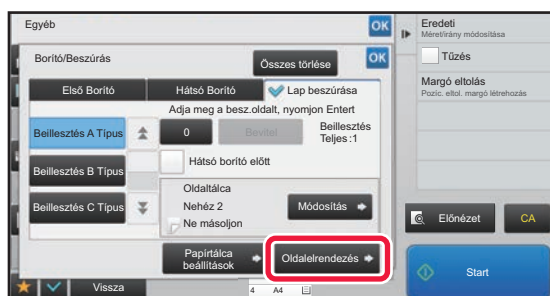 Egyéb
OK
Borító/Beszúrás
Összes törlése
OK
Első Borító
Hátsó Borító
Lap beszúrása
Adja meg a besz.oldalt, nyomjon Entert
Beillesztés A Típus
0
Bevitel
Beillesztés
Teljes :1
Beillesztés B Típus
Hátsó borító előtt
Beillesztés C Típus
Oldaltálca
Nehéz 2
Ne másoljon
Módosítás
Papírtálca
beállítások
Oldalelrendezés
Vissza
4 A4
Eredeti
Méret/irány módosítása
Tűzés
Margó eltolás
Pozíc. eltol. margó létrehozás
Előnézet
CA
Start